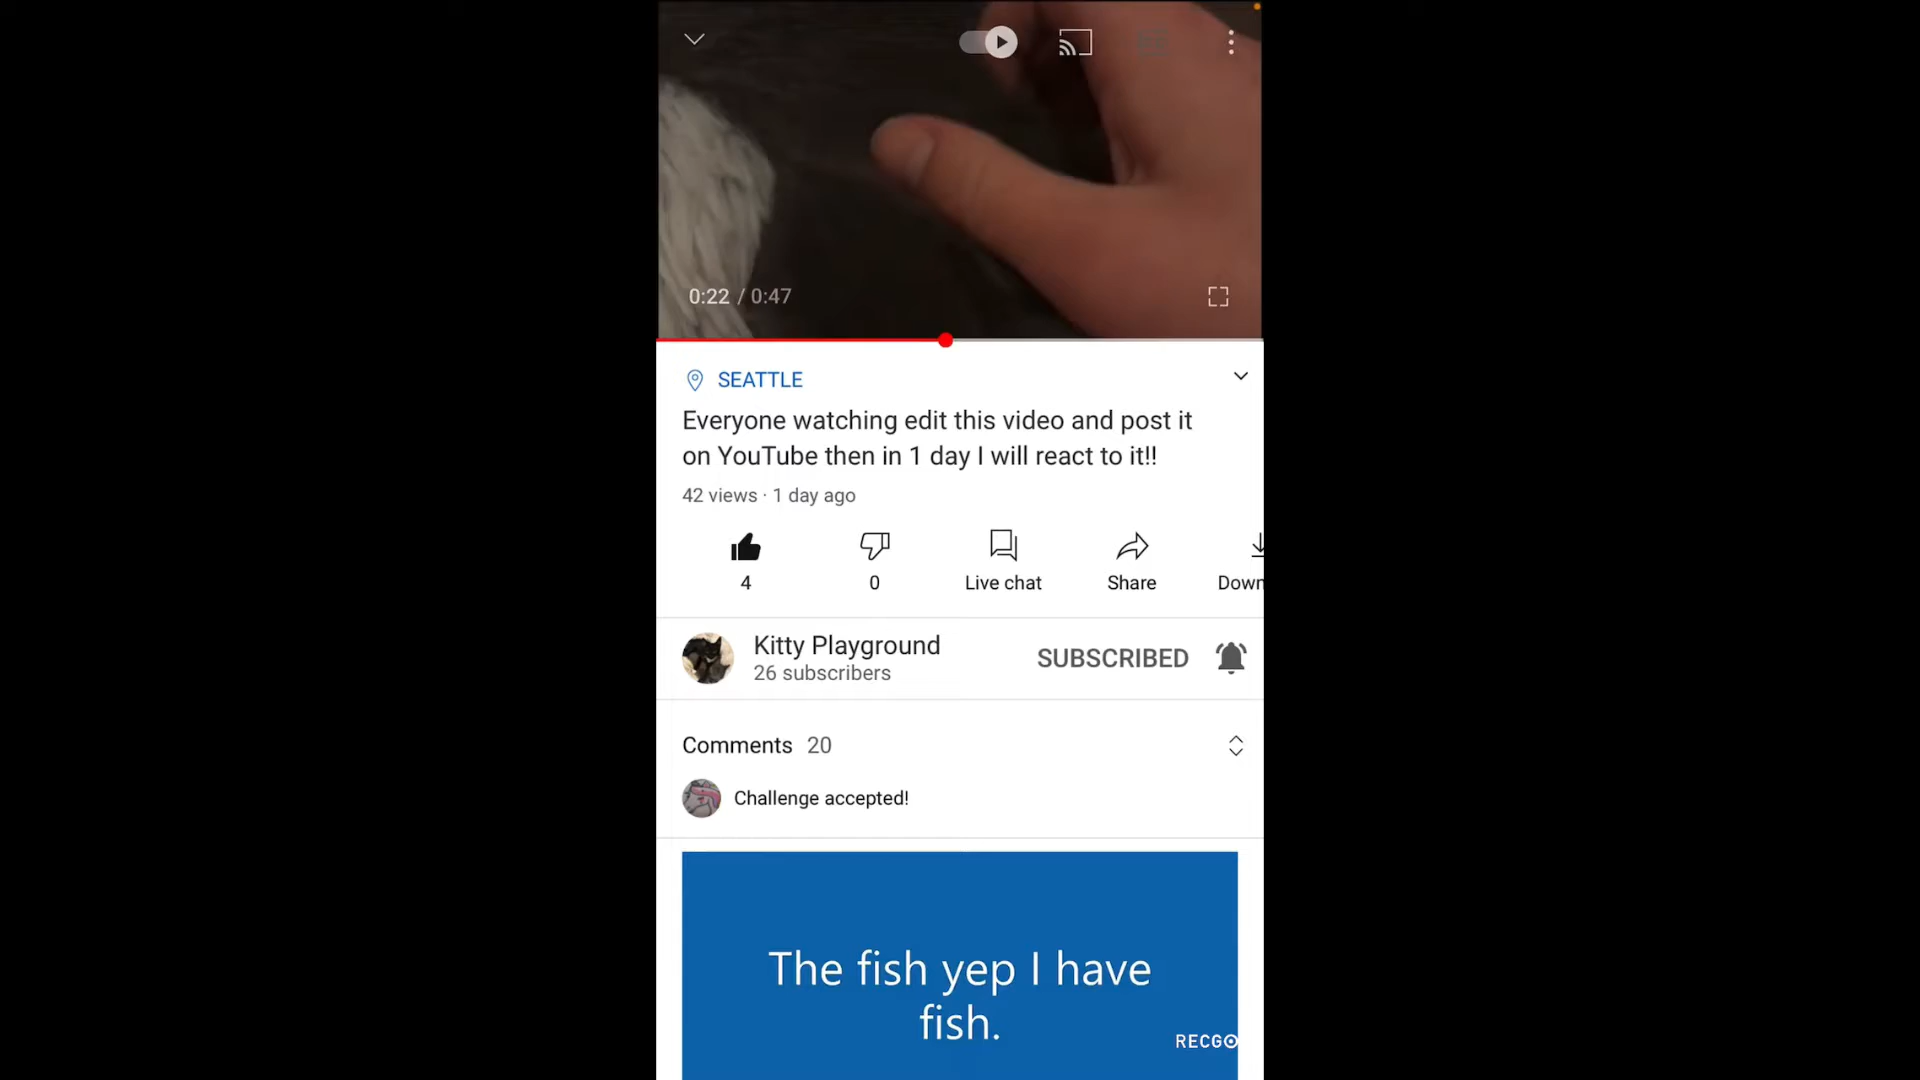 0:22 / 0:47
SEATTLE
Everyone watching edit this video and post it
on YouTube then in 1 day I will react to it!!
42 views · 1 day ago
4
0
Live chat
Share
Down
Kitty Playground
26 subscribers
SUBSCRIBED
Comments 20
Challenge accepted!
The fish yep I have
fish.
RECGO